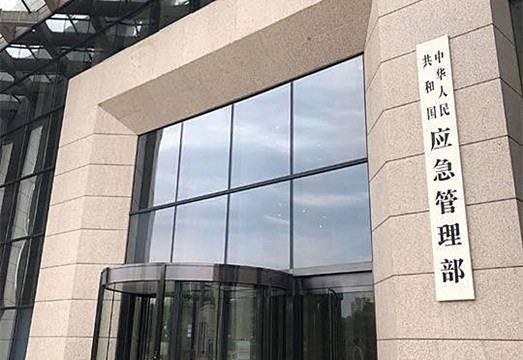 中华人民
共和国
应急管理部